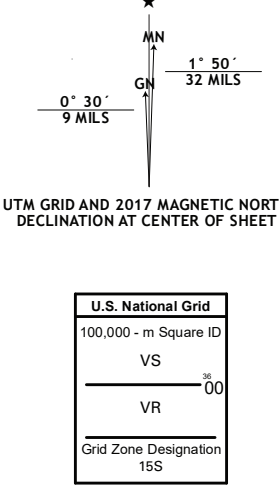 ★
MN
1° 50´
32 MILS
GN
0° 30´
9 MILS
UTM GRID AND 2017 MAGNETIC NORT
DECLINATION AT CENTER OF SHEET
U.S. National Grid
100,000 - m Square ID
VS
36
00
VR
Grid Zone Designation
15S